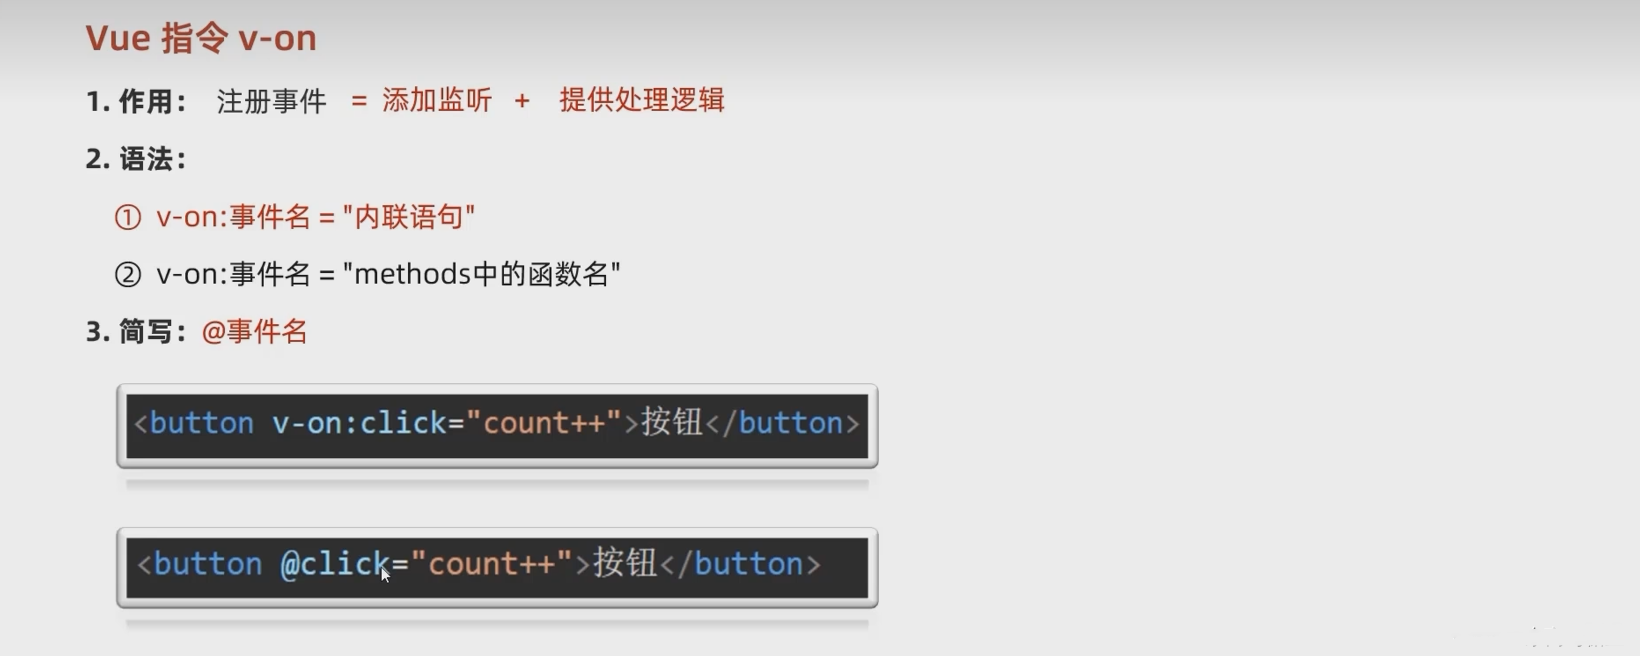 Vue 指令 v-on
1. 作用： 注册事件 = 添加监听 + 提供处理逻辑
2. 语法：
① v-on:事件名 = "内联语句"
② v-on:事件名 = "methods中的函数名"
3. 简写：@事件名
<button v-on:click="count++">按钮</button>
<button @click="count++">按钮</button>